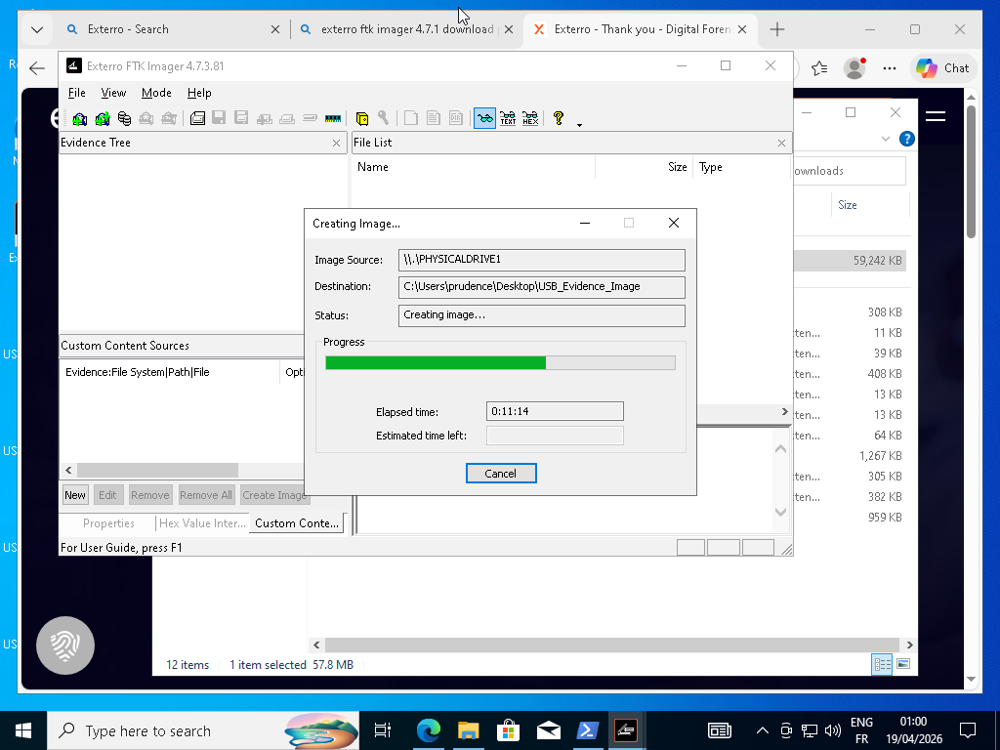 Exterro - Search
exterro ftk imager 4.7.1 download
Exterro - Thank you - Digital Foren
Chat
Exterro FTK Imager 4.7.3.81
File View Mode Help
TEXT HEX
Evidence Tree
File List
Name Size Type
ownloads
Size
Creating Image...
Image Source: \\.\PHYSICALDRIVE1
Destination: C:\Users\prudence\Desktop\USB_Evidence_Image
Status: Creating image...
Progress
Elapsed time: 0:11:14
Estimated time left:
Cancel
59,242 KB
308 KB
ten... 11 KB
ten... 39 KB
ten... 408 KB
ten... 13 KB
ten... 13 KB
ten... 64 KB
1,267 KB
ten... 305 KB
ten... 382 KB
959 KB
Custom Content Sources
Evidence:File System|Path|File Opti
New Edit Remove Remove All Create Image
Properties Hex Value Inter... Custom Conte...
For User Guide, press F1
US
US
US
US
12 items 1 item selected 57.8 MB
Type here to search
ENG
FR
01:00
19/04/2026